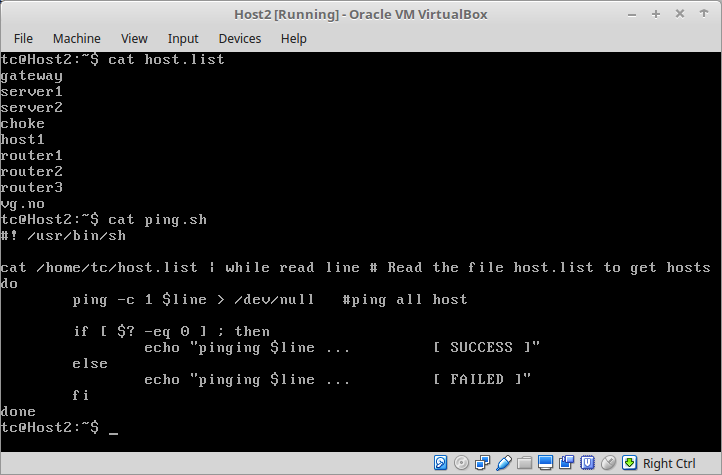 Host2 [Running] - Oracle VM VirtualBox
File Machine View Input Devices Help
tc@Host2:~$ cat host.list
gateway
server1
server2
choke
host1
router1
router2
router3
vg.no
tc@Host2:~$ cat ping.sh
#! /usr/bin/sh

cat /home/tc/host.list | while read line # Read the file host.list to get hosts
do
        ping -c 1 $line > /dev/null   #ping all host

        if [ $? -eq 0 ] ; then
                echo "pinging $line ...         [ SUCCESS ]"
        else
                echo "pinging $line ...         [ FAILED ]"
        fi
done
tc@Host2:~$ _
Right Ctrl